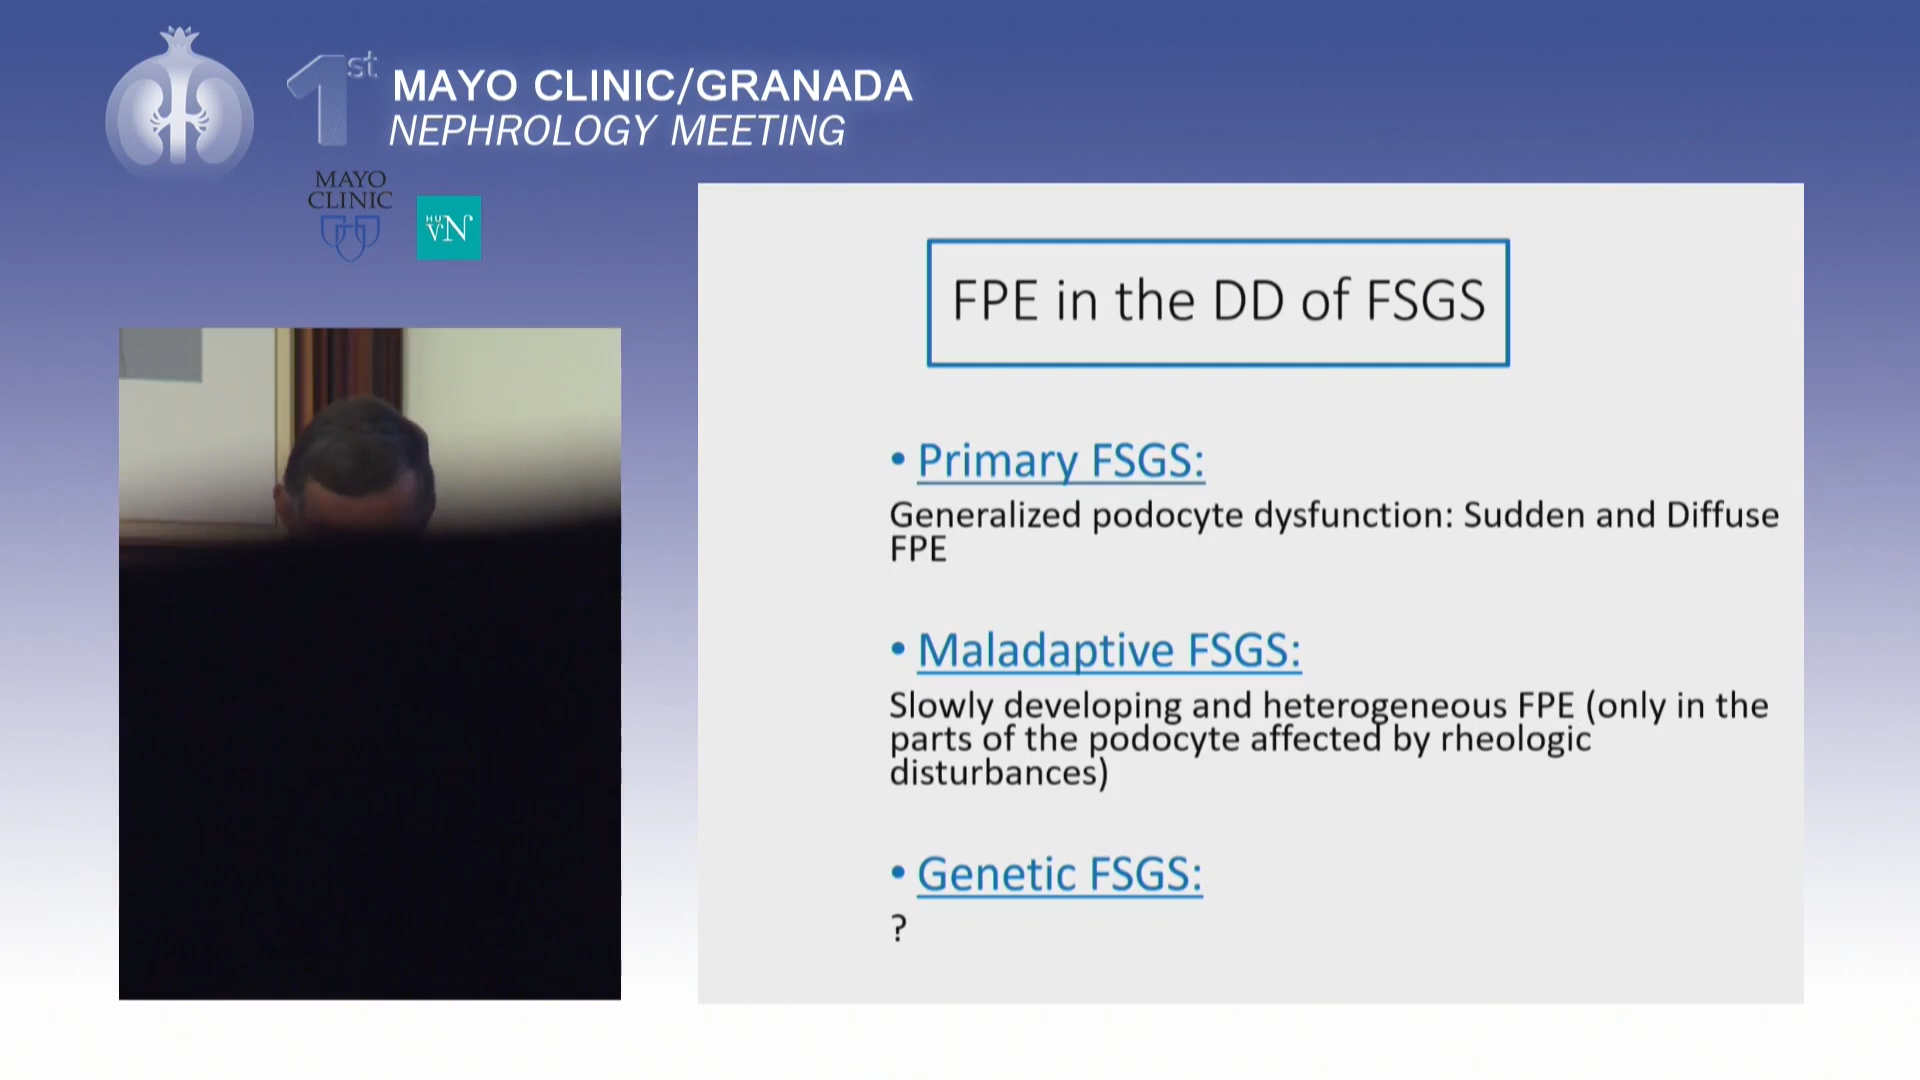 1st MAYO CLINIC/GRANADA
NEPHROLOGY MEETING
MAYO
CLINIC
HU
VN
FPE in the DD of FSGS
• Primary FSGS:
Generalized podocyte dysfunction: Sudden and Diffuse
FPE
• Maladaptive FSGS:
Slowly developing and heterogeneous FPE (only in the
parts of the podocyte affected by rheologic
disturbances)
• Genetic FSGS:
?